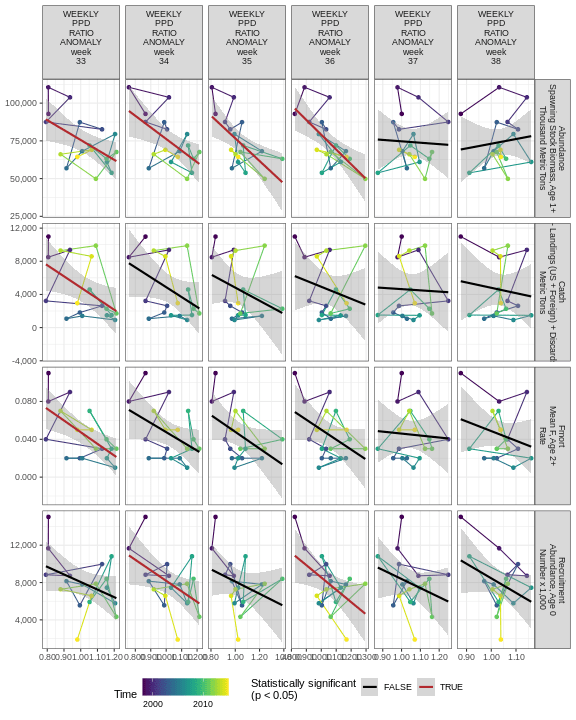 WEEKLY
PPD
RATIO
ANOMALY
week
33
WEEKLY
PPD
RATIO
ANOMALY
week
34
WEEKLY
PPD
RATIO
ANOMALY
week
35
WEEKLY
PPD
RATIO
ANOMALY
week
36
WEEKLY
PPD
RATIO
ANOMALY
week
37
WEEKLY
PPD
RATIO
ANOMALY
week
38
100,000
75,000
50,000
25,000
Abundance
Spawning Stock Biomass, Age 1+
Thousand Metric Tons
12,000
8,000
4,000
0
-4,000
Catch
- Landings (US + Foreign) + Discard
Metric Tons
0.080
0.040
0.000
Fmort
Mean F, Age 2+
Rate
12,000
8,000
4,000
Recruitment
Abundance, Age 0
Number x 1,000
0.80 0.90 1.00 1.10 1.20
0.80 1.00 1.20
0.90 1.00 1.10
0.90 1.00 1.10
Time
2000 2010
Statistically significant
(p < 0.05)
FALSE TRUE